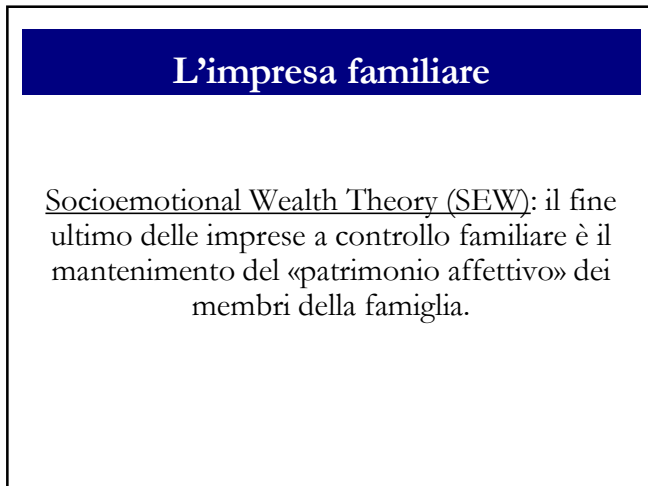 L’impresa familiare
Socioemotional Wealth Theory (SEW): il fine
ultimo delle imprese a controllo familiare è il
mantenimento del «patrimonio affettivo» dei
membri della famiglia.